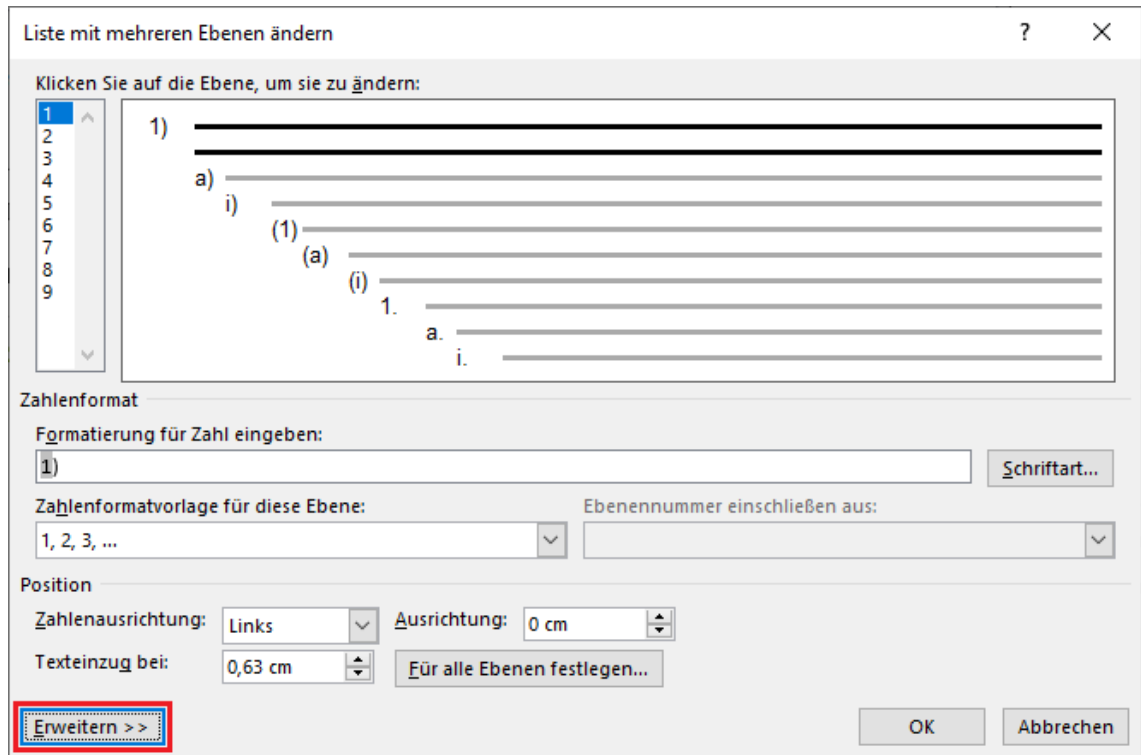 Liste mit mehreren Ebenen ändern
?
Klicken Sie auf die Ebene, um sie zu ändern:
1
2
3
4
5
6
7
8
9
1)
a)
i)
(1)
(a)
(i)
1.
a.
i.
Zahlenformat
Formatierung für Zahl eingeben:
1)
Schriftart...
Zahlenformatvorlage für diese Ebene:
Ebenennummer einschließen aus:
1, 2, 3, ...
Position
Zahlenausrichtung: Links Ausrichtung: 0 cm
Texteinzug bei: 0,63 cm Für alle Ebenen festlegen...
Erweitern >> OK Abbrechen